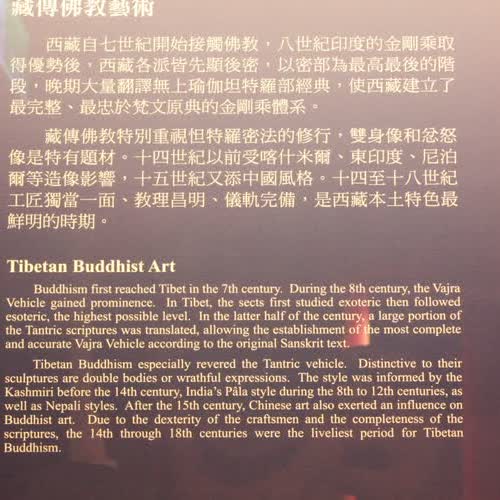 藏傳佛教藝術
西藏自七世紀開始接觸佛教，八世紀印度的金剛乘取
得優勢後，西藏各派皆先顯後密，以密部為最高最後的階
段，晚期大量翻譯無上瑜伽坦特羅部經典，使西藏建立了
最完整、最忠於梵文原典的金剛乘體系。
藏傳佛教特別重視怛特羅密法的修行，雙身像和忿怒
像是特有題材。十四世紀以前受喀什米爾、東印度、尼泊
爾等造像影響，十五世紀又添中國風格。十四至十八世紀
工匠獨當一面、教理昌明、儀軌完備，是西藏本土特色最
鮮明的時期。
Tibetan Buddhist Art
Buddhism first reached Tibet in the 7th century. During the 8th century, the Vajra
Vehicle gained prominence. In Tibet, the sects first studied exoteric then followed
esoteric, the highest possible level. In the latter half of the century, a large portion of
the Tantric scriptures was translated, allowing the establishment of the most complete
and accurate Vajra Vehicle according to the original Sanskrit text.
Tibetan Buddhism especially revered the Tantric vehicle. Distinctive to their
sculptures are double bodies or wrathful expressions. The style was informed by the
Kashmiri before the 14th century, India's Pâla style during the 8th to 12th centuries, as
well as Nepali styles. After the 15th century, Chinese art also exerted an influence on
Buddhist art. Due to the dexterity of the craftsmen and the completeness of the
scriptures, the 14th through 18th centuries were the liveliest period for Tibetan
Buddhism.